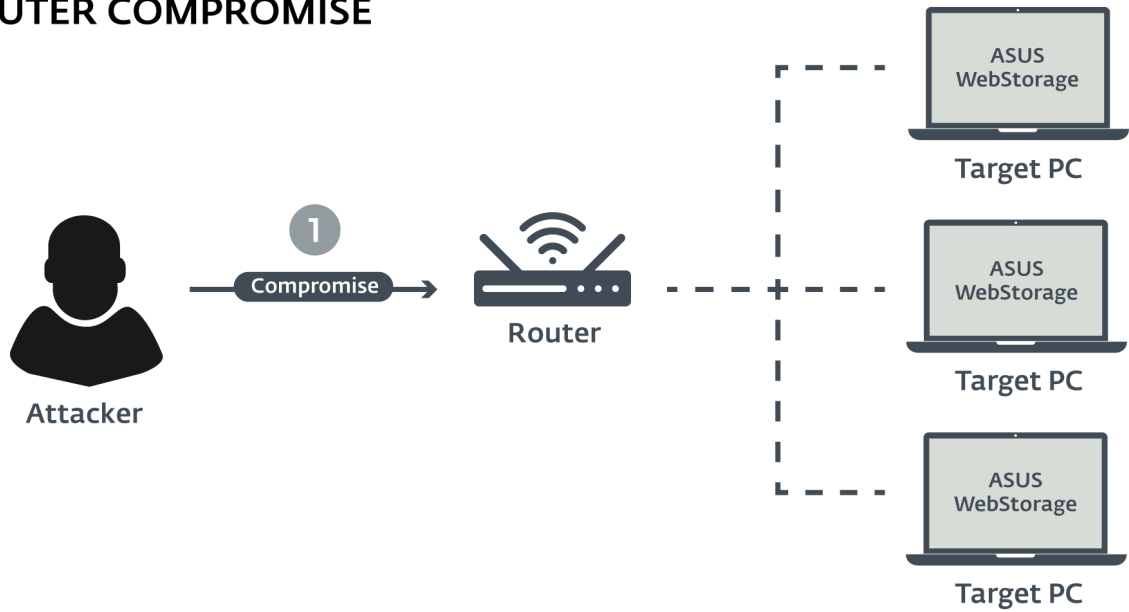 UTER COMPROMISE
ASUS
WebStorage
Target PC
1
Compromise
Router
Attacker
ASUS
WebStorage
Target PC
ASUS
WebStorage
Target PC